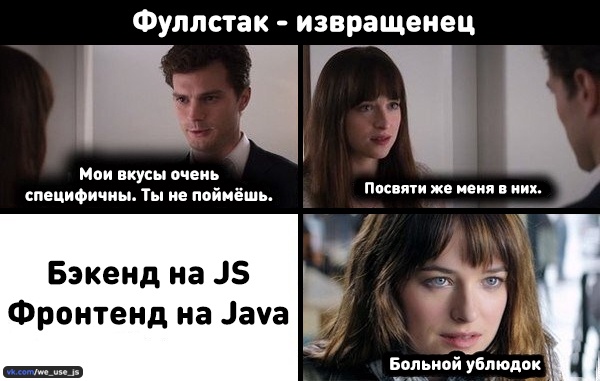 Фуллстак - извращенец
Мои вкусы очень
специфичны. Ты не поймёшь.
Посвяти же меня в них.
Бэкенд на JS
Фронтенд на Java
vk.com/we_use_js
Больной ублюдок